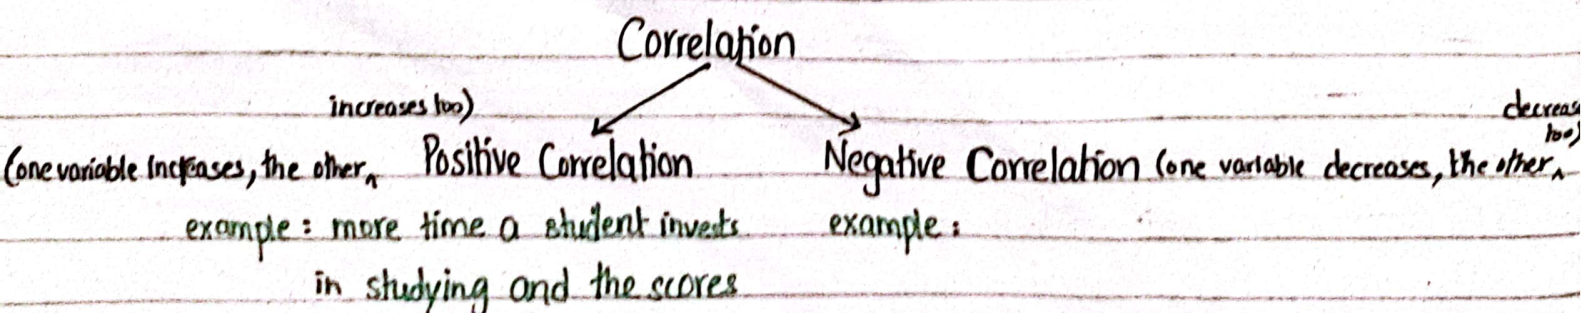 Correlation
increases too)
decreas
too)
(one variable increases, the other^ Positive Correlation
Negative Correlation (one variable decreases, the other^
example: more time a student invests
in studying and the scores
example: